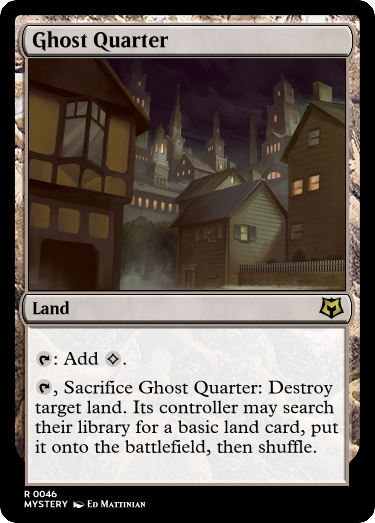 Ghost Quarter
Land
: Add .
, Sacrifice Ghost Quarter: Destroy
target land. Its controller may search
their library for a basic land card, put
it onto the battlefield, then shuffle.
R 0046
MYSTERY Ed Mattinian